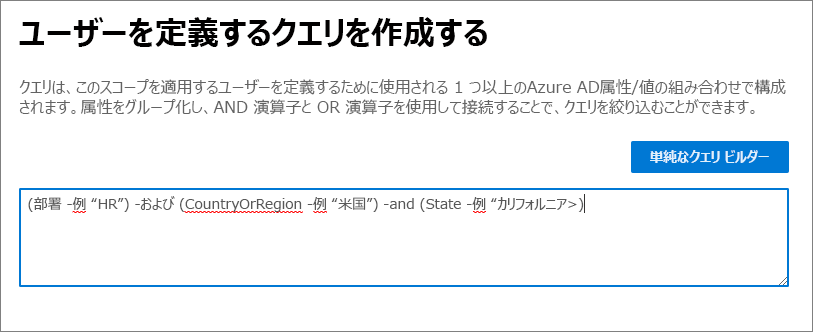 ユーザーを定義するクエリを作成する
クエリは、このスコープを適用するユーザーを定義するために使用される 1 つ以上のAzure AD属性/値の組み合わせで構成
されます。属性をグループ化し、AND 演算子と OR 演算子を使用して接続することで、クエリを絞り込むことができます。
単純なクエリ ビルダー
(部署 -例 “HR”) -および (CountryOrRegion -例 “米国”) -and (State -例 “カリフォルニア>)